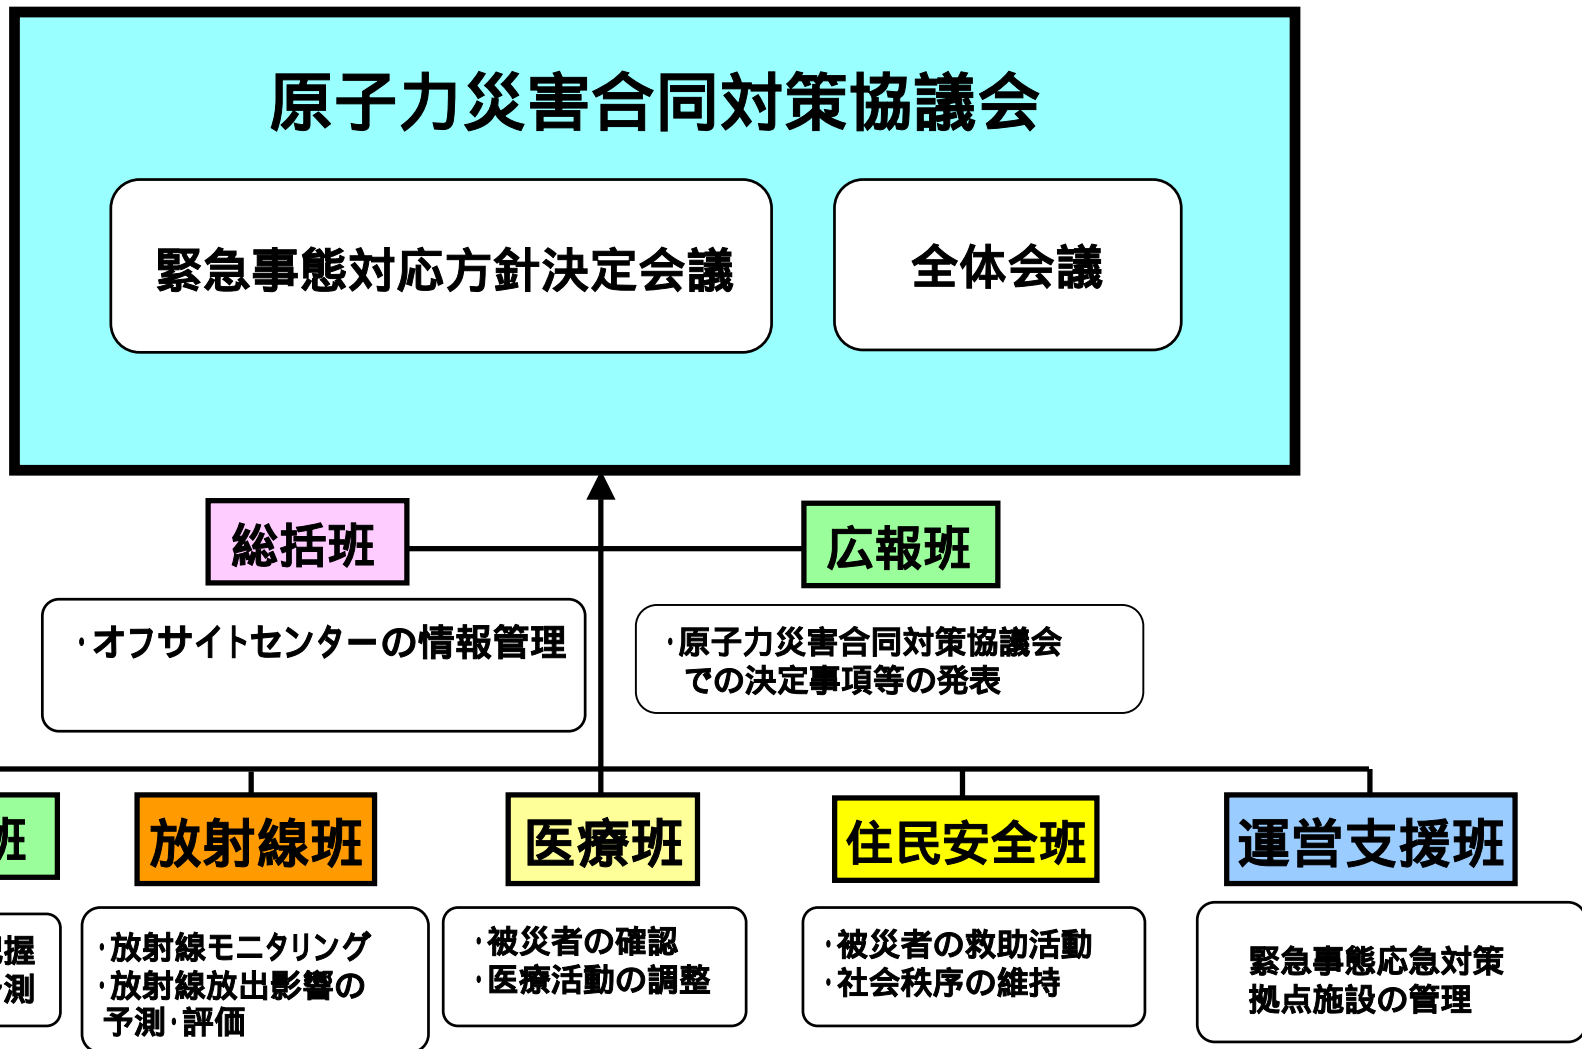 原子力災害合同対策協議会
緊急事態対応方針決定会議
全体会議
総括班
広報班
・オフサイトセンターの情報管理
・原子力災害合同対策協議会
での決定事項等の発表
班
放射線班
医療班
住民安全班
運営支援班
握
測
・放射線モニタリング
・放射線放出影響の
予測・評価
・被災者の確認
・医療活動の調整
・被災者の救助活動
・社会秩序の維持
緊急事態応急対策
拠点施設の管理